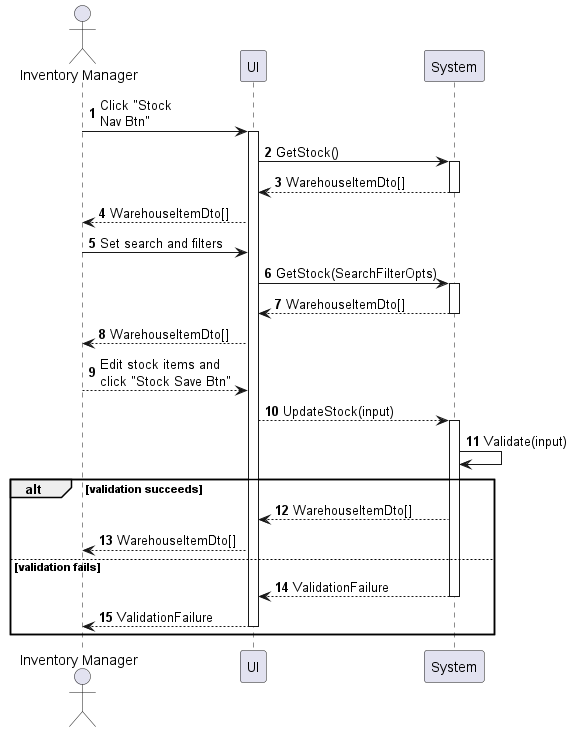 Inventory Manager
UI
System
1 Click "Stock
Nav Btn"
2 GetStock()
3 WarehouseItemDto[]
4 WarehouseItemDto[]
5 Set search and filters
6 GetStock(SearchFilterOpts)
7 WarehouseItemDto[]
8 WarehouseItemDto[]
9 Edit stock items and
click "Stock Save Btn"
10 UpdateStock(input)
11 Validate(input)
alt [validation succeeds]
12 WarehouseItemDto[]
13 WarehouseItemDto[]
[validation fails]
14 ValidationFailure
15 ValidationFailure
Inventory Manager
UI
System